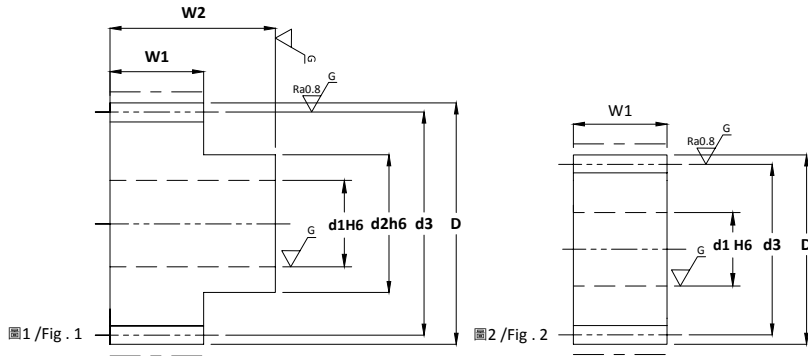 W2
W1
G
G
Ra0.8
d1H6
d2h6
d3
D
G
圖1 /Fig . 1
W1
G
Ra0.8
d1 H6
d3
D
G
圖2 /Fig . 2